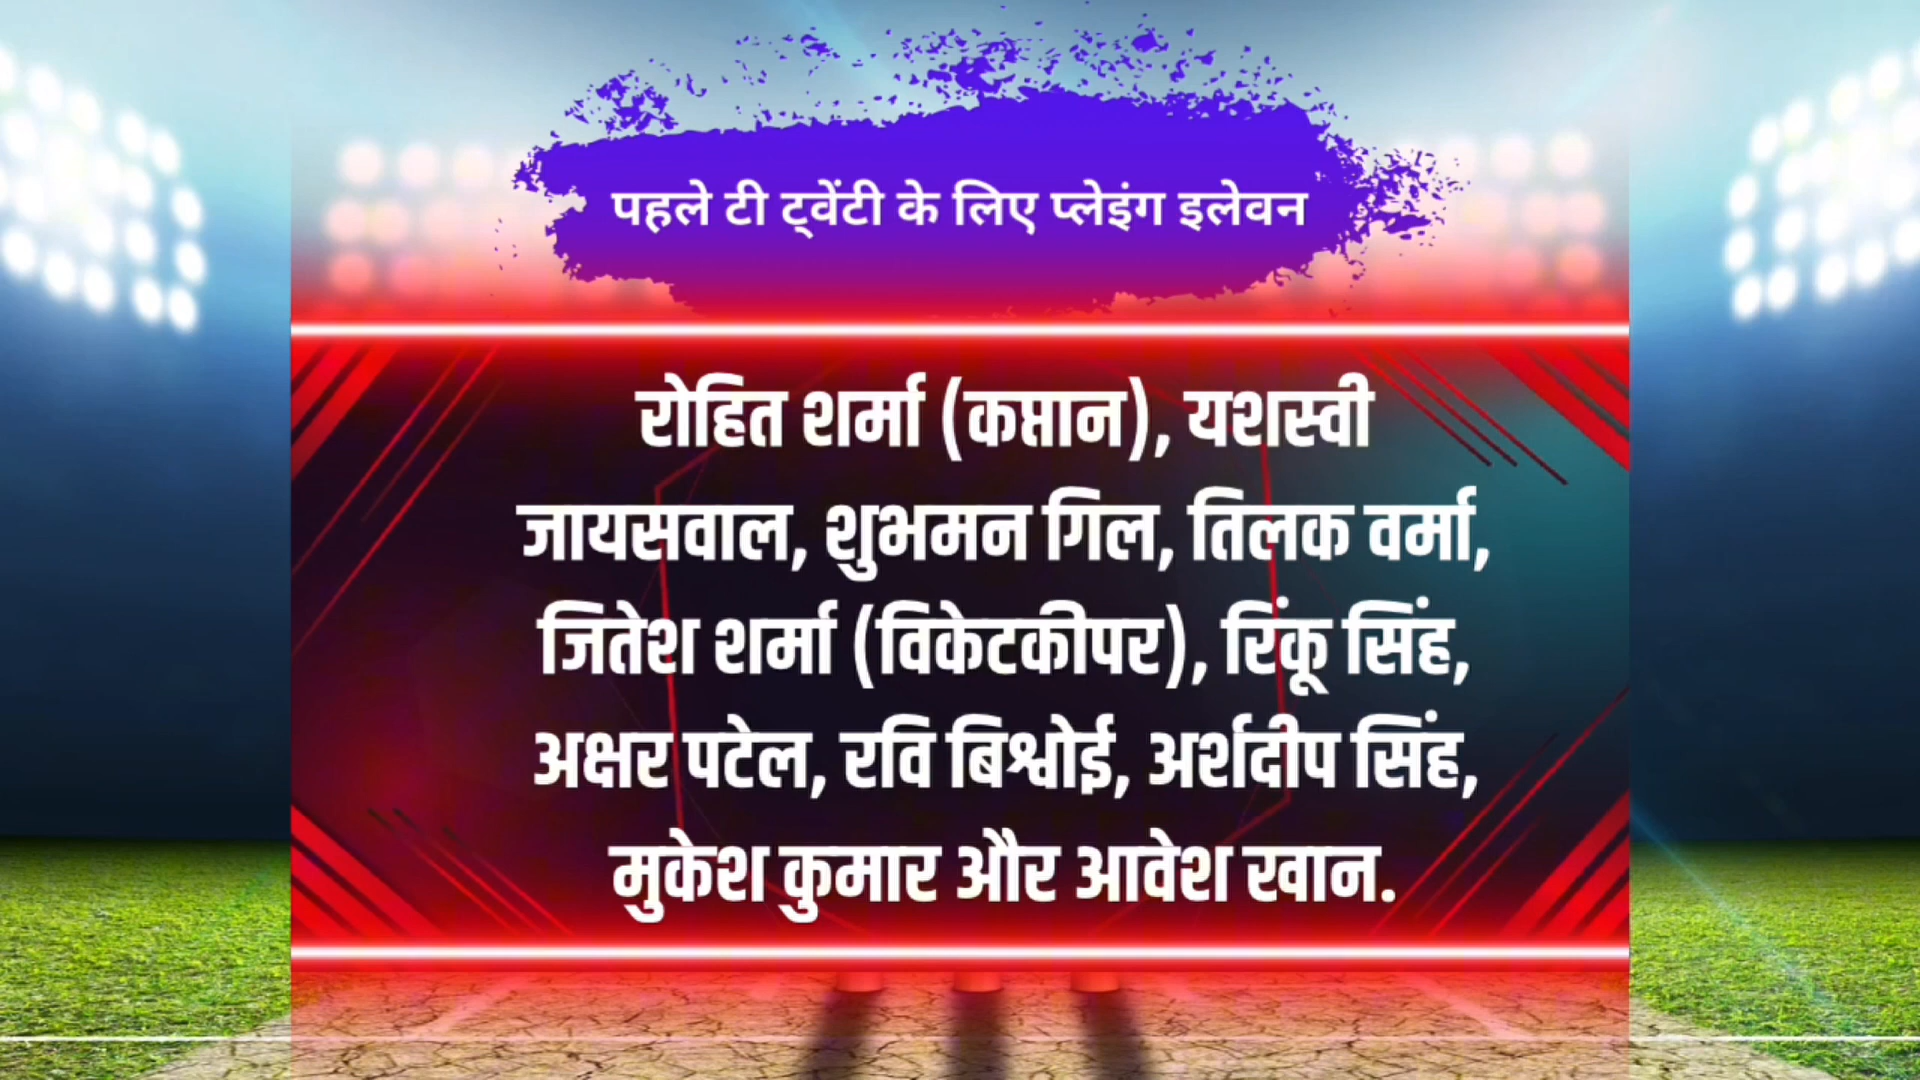 पहले टी ट्वेंटी के लिए प्लेइंग इलेवन
रोहित शर्मा (कप्तान), यशस्वी
जायसवाल, शुभमन गिल, तिलक वर्मा,
जितेश शर्मा (विकेटकीपर), रिंकू सिंह,
अक्षर पटेल, रवि बिश्वोई, अर्शदीप सिंह,
मुकेश कुमार और आवेश खान.